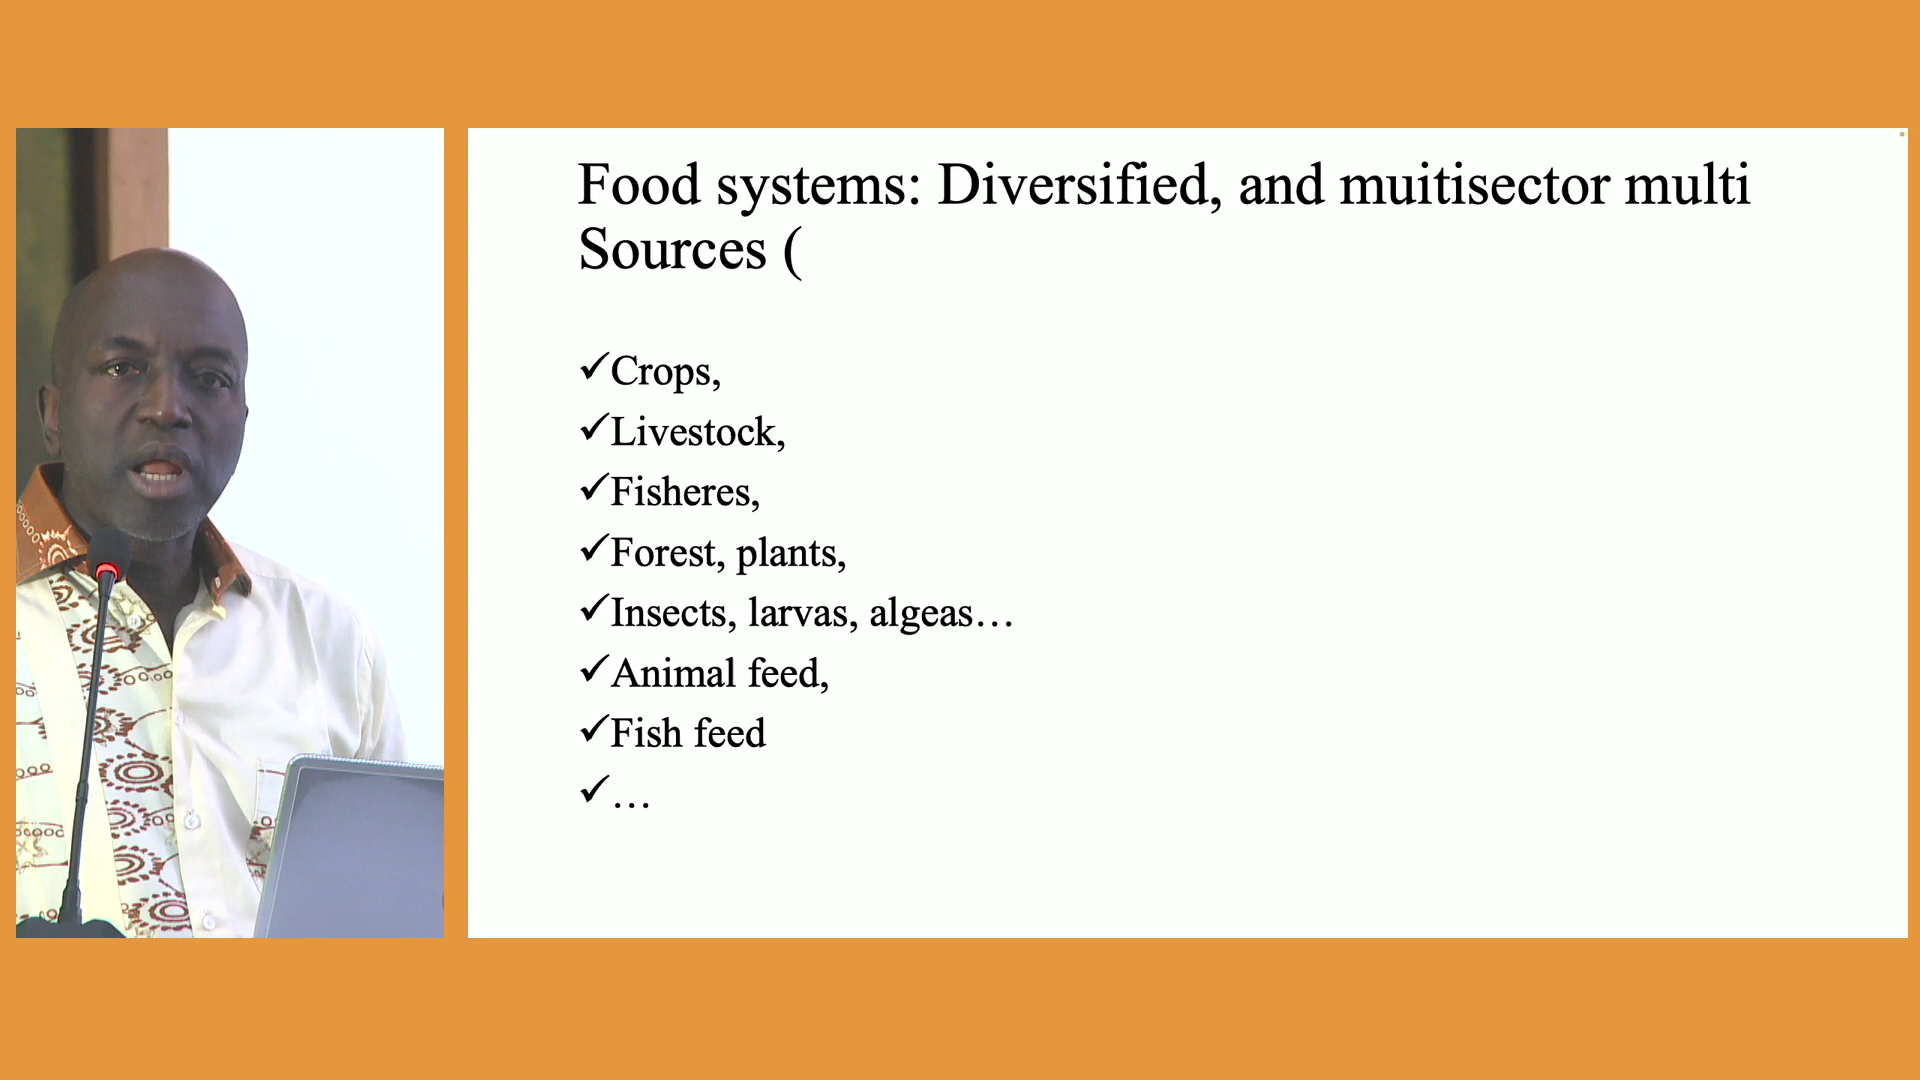 Food systems: Diversified, and muitisector multi
Sources (
✓Crops,
✓Livestock,
✓Fisheres,
✓Forest, plants,
✓Insects, larvas, algeas…
✓Animal feed,
✓Fish feed
✓…